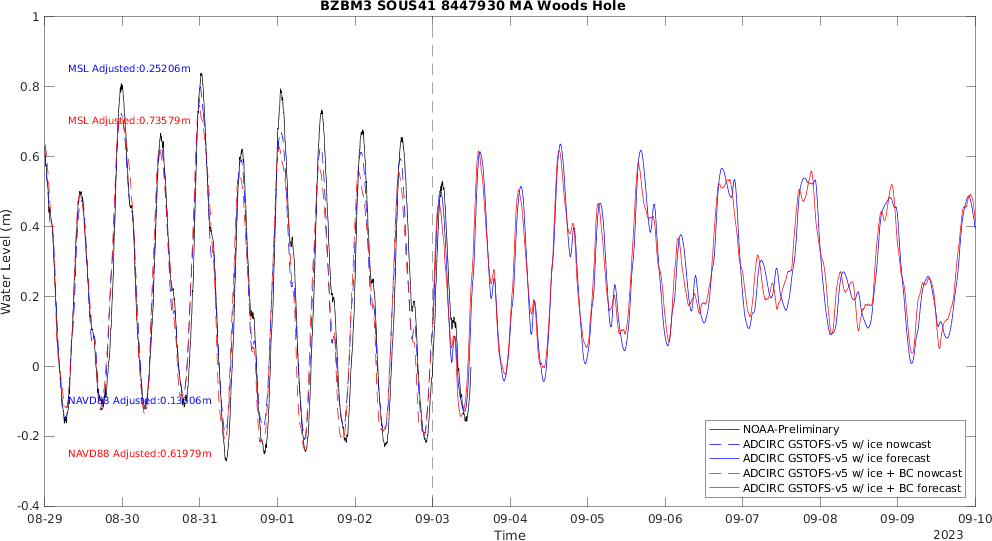 BZBM3 SOUS41 8447930 MA Woods Hole
1
0.8
0.6
0.4
0.2
0
-0.2
-0.4
Water Level (m)
MSL Adjusted:0.25206m
MSL Adjusted:0.73579m
NAVD88 Adjusted:0.13606m
NAVD88 Adjusted:0.61979m
NOAA-Preliminary
ADCIRC GSTOFS-v5 w/ ice nowcast
ADCIRC GSTOFS-v5 w/ ice forecast
ADCIRC GSTOFS-v5 w/ ice + BC nowcast
ADCIRC GSTOFS-v5 w/ ice + BC forecast
08-29 08-30 08-31 09-01 09-02 09-03 09-04 09-05 09-06 09-07 09-08 09-09 09-10
Time
2023